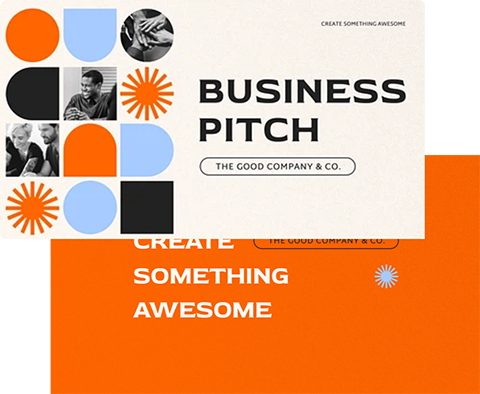 CREATE SOMETHING AWESOME
BUSINESS
PITCH
THE GOOD COMPANY & CO.
CREATE
THE GOOD COMPANY & CO.
SOMETHING
AWESOME